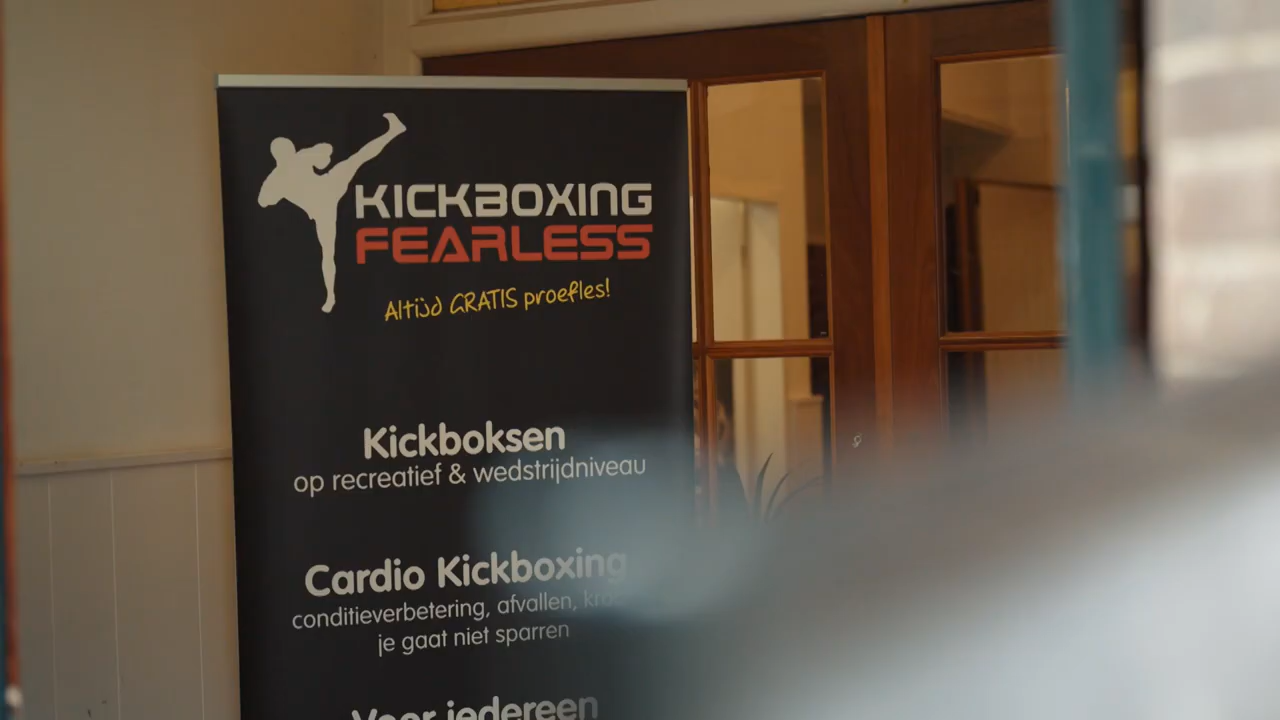 KICKBOXING
FEARLESS
Altijd GRATIS proefles!
Kickboksen
op recreatief & wedstrijdniveau
Cardio Kickboxing
conditieverbetering, afvallen,
je gaat niet sparren
Voor iedereen